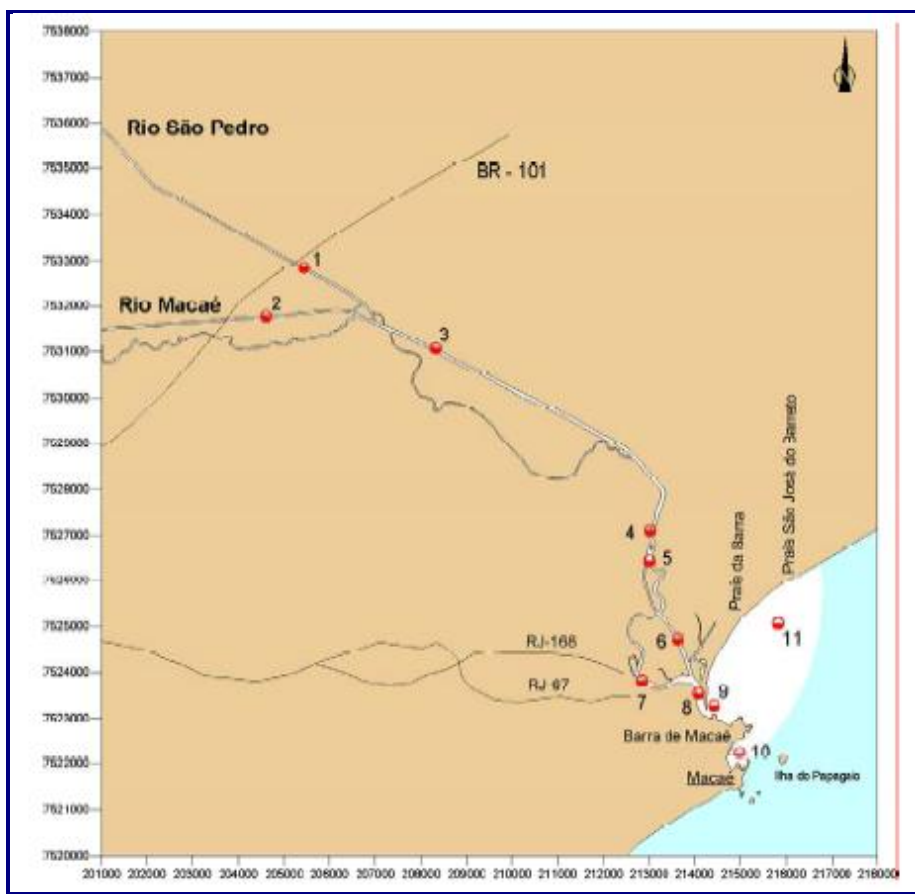 7538000
7537000
N
7536000
Rio São Pedro
7535000
BR - 101
7534000
7533000
1
Rio Macaé
2
7532000
3
7531000
7530000
7529000
Praia da Barra
Praia São José do Barreto
7528000
7527000
4
5
7526000
7525000
6
11
RJ-168
7524000
RJ-97
7
8
9
7523000
Barra de Macaé
10
7522000
Macaé
Ilha do Papagaio
7521000
7520000
201000 202000 203000 204000 205000 206000 207000 208000 209000 210000 211000 212000 213000 214000 215000 216000 217000 218000